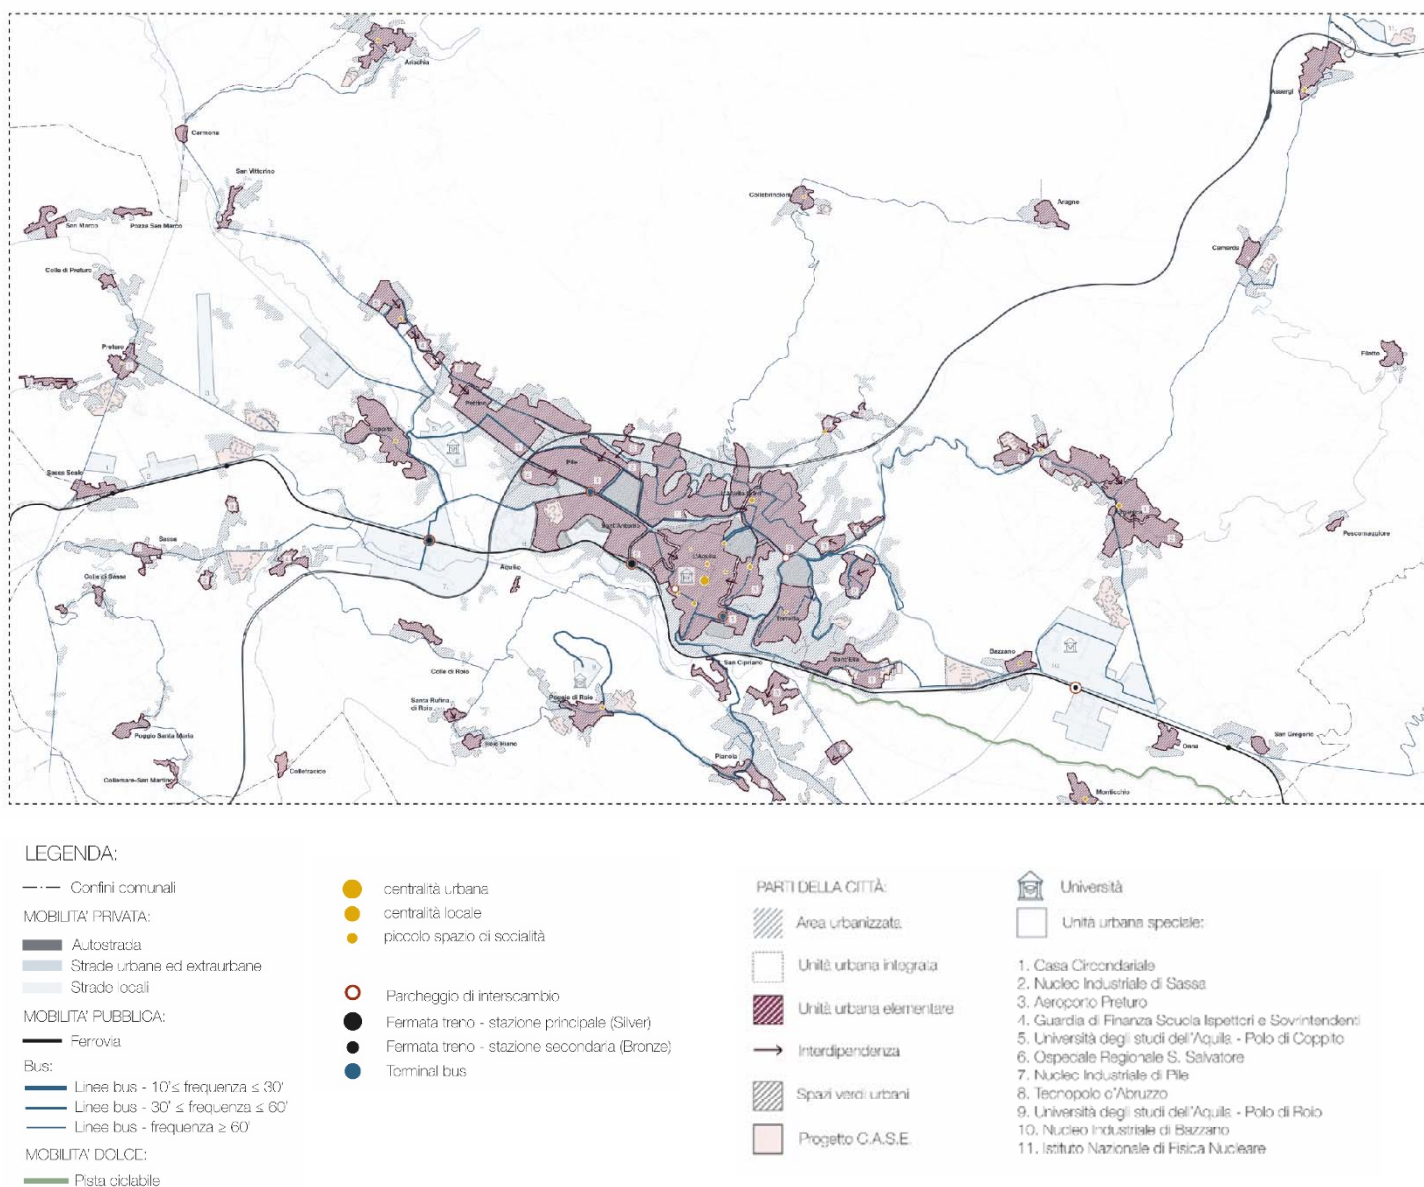 Arischia
Assergi
Cermone
San Vittorino
San Marco
Pozza San Marco
Collebrincioni
Aragno
Colle di Preturo
Camarda
Preturo
Filetto
Pettino
Coppito
Pile
Sassa Scalo
Sant'Antonio
L'Aquila
Pescomaggiore
Sassa
Colle di Sassa
Aquilio
Torretta
Colle di Roio
San Cipriano
Sant'Elia
Bazzano
Santa Rufina
di Roio
Poggio di Roio
Roio Piano
Poggio Santa Maria
Collemare-San Martino
Collefracido
Pianola
Onna
San Gregorio
Monticchio
LEGENDA:
Confini comunali
MOBILITA' PRIVATA:
Autostrada
Strade urbane ed extraurbane
Strade locali
MOBILITA' PUBBLICA:
Ferrovia
Bus:
Linee bus - 10'≤ frequenza ≤ 30'
Linee bus - 30' ≤ frequenza ≤ 60'
Linee bus - frequenza ≥ 60'
MOBILITA' DOLCE:
Pista ciclabile
centralità urbana
centralità locale
piccolo spazio di socialità
Parcheggio di interscambio
Fermata treno - stazione principale (Silver)
Fermata treno - stazione secondaria (Bronze)
Terminal bus
PARTI DELLA CITTÀ:
Area urbanizzata
Unità urbana integrata
Unità urbana elementare
Interdipendenza
Spazi verdi urbani
Progetto C.A.S.E.
Università
Unità urbana speciale:
1. Casa Circondariale
2. Nucleo Industriale di Sassa
3. Aeroporto Preturo
4. Guardia di Finanza Scuola Ispettori e Sovrintendenti
5. Università degli studi dell'Aquila - Polo di Coppito
6. Ospedale Regionale S. Salvatore
7. Nucleo Industriale di Pile
8. Tecnopolo d'Abruzzo
9. Università degli studi dell'Aquila - Polo di Roio
10. Nucleo Industriale di Bazzano
11. Istituto Nazionale di Fisica Nucleare